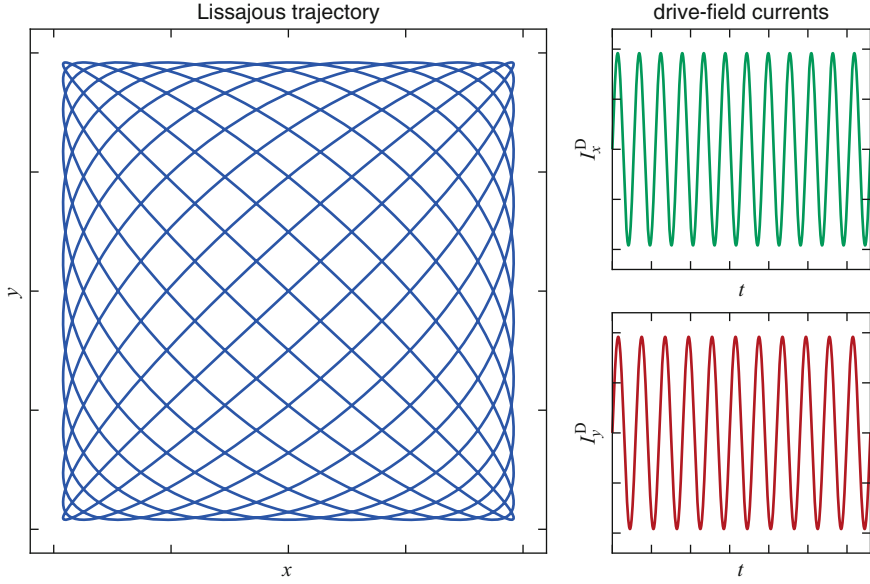 Lissajous trajectory
y
x
drive-field currents
I_x^D
t
I_y^D
t